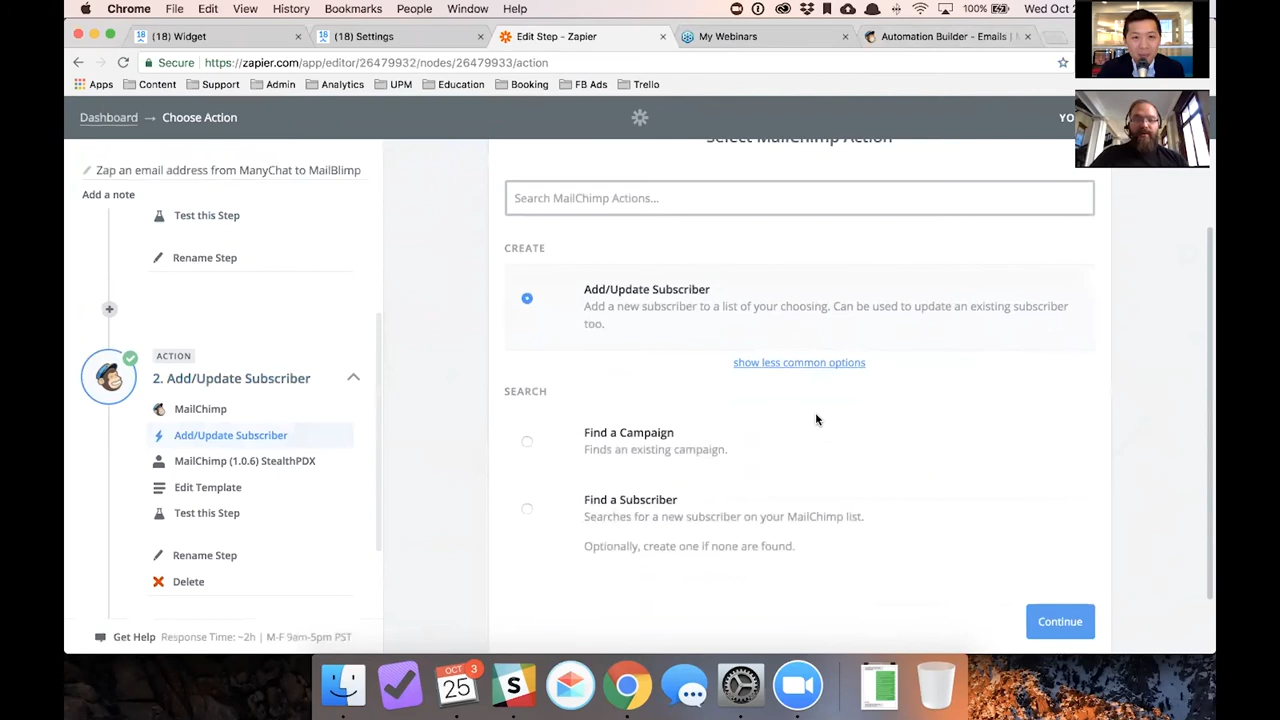 Chrome File Edit View History Bookmarks People Window Help 100% Wed Oct 2
(18) Widget × (18) Settings × Edit Step - Zapier × My Webinars × Automation Builder - Emails | ×
Secure https://zapier.com/app/editor/26479932/nodes/26479933/action
Apps Content Support Admin Analytics UPM Education Booking FB Ads Trello
Dashboard → Choose Action YO
Zap an email address from ManyChat to MailBlimp
Add a note
Test this Step
Rename Step
+
ACTION
2. Add/Update Subscriber
MailChimp
Add/Update Subscriber
MailChimp (1.0.6) StealthPDX
Edit Template
Test this Step
Rename Step
Delete
Get Help Response Time: ~2h | M-F 9am-5pm PST
Select MailChimp Action
Search MailChimp Actions...
CREATE
Add/Update Subscriber
Add a new subscriber to a list of your choosing. Can be used to update an existing subscriber
too.
show less common options
SEARCH
Find a Campaign
Finds an existing campaign.
Find a Subscriber
Searches for a new subscriber on your MailChimp list.
Optionally, create one if none are found.
Continue
OCT 3
25
S